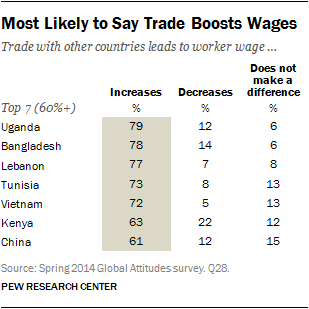 Most Likely to Say Trade Boosts Wages
Trade with other countries leads to worker wage ...
Does not
make a
Increases Decreases difference
Top 7 (60%+) % % %
Uganda 79 12 6
Bangladesh 78 14 6
Lebanon 77 7 8
Tunisia 73 8 13
Vietnam 72 5 13
Kenya 63 22 12
China 61 12 15
Source: Spring 2014 Global Attitudes survey. Q28.
PEW RESEARCH CENTER